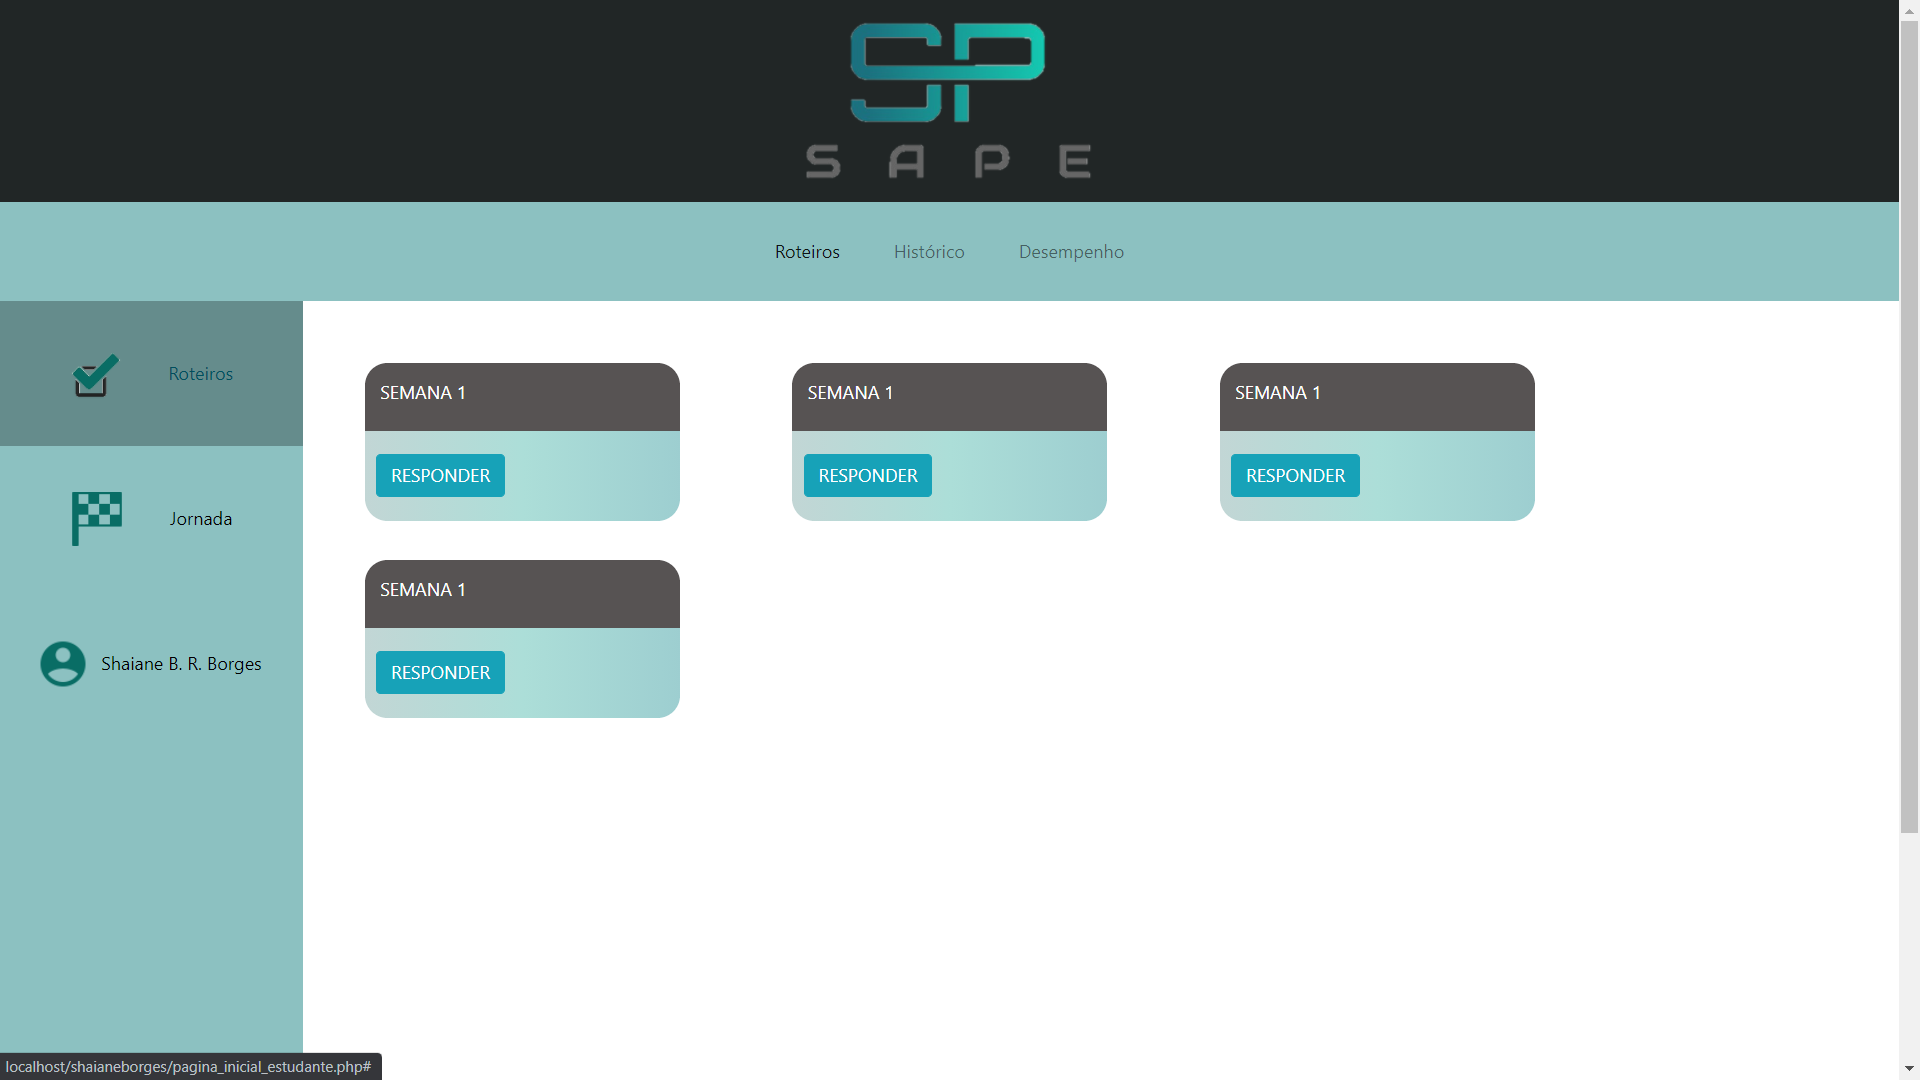 SP
S A P E
Roteiros Histórico Desempenho
Roteiros
Jornada
Shaiane B. R. Borges
SEMANA 1
RESPONDER
SEMANA 1
RESPONDER
SEMANA 1
RESPONDER
SEMANA 1
RESPONDER
localhost/shaianeborges/pagina_inicial_estudante.php#